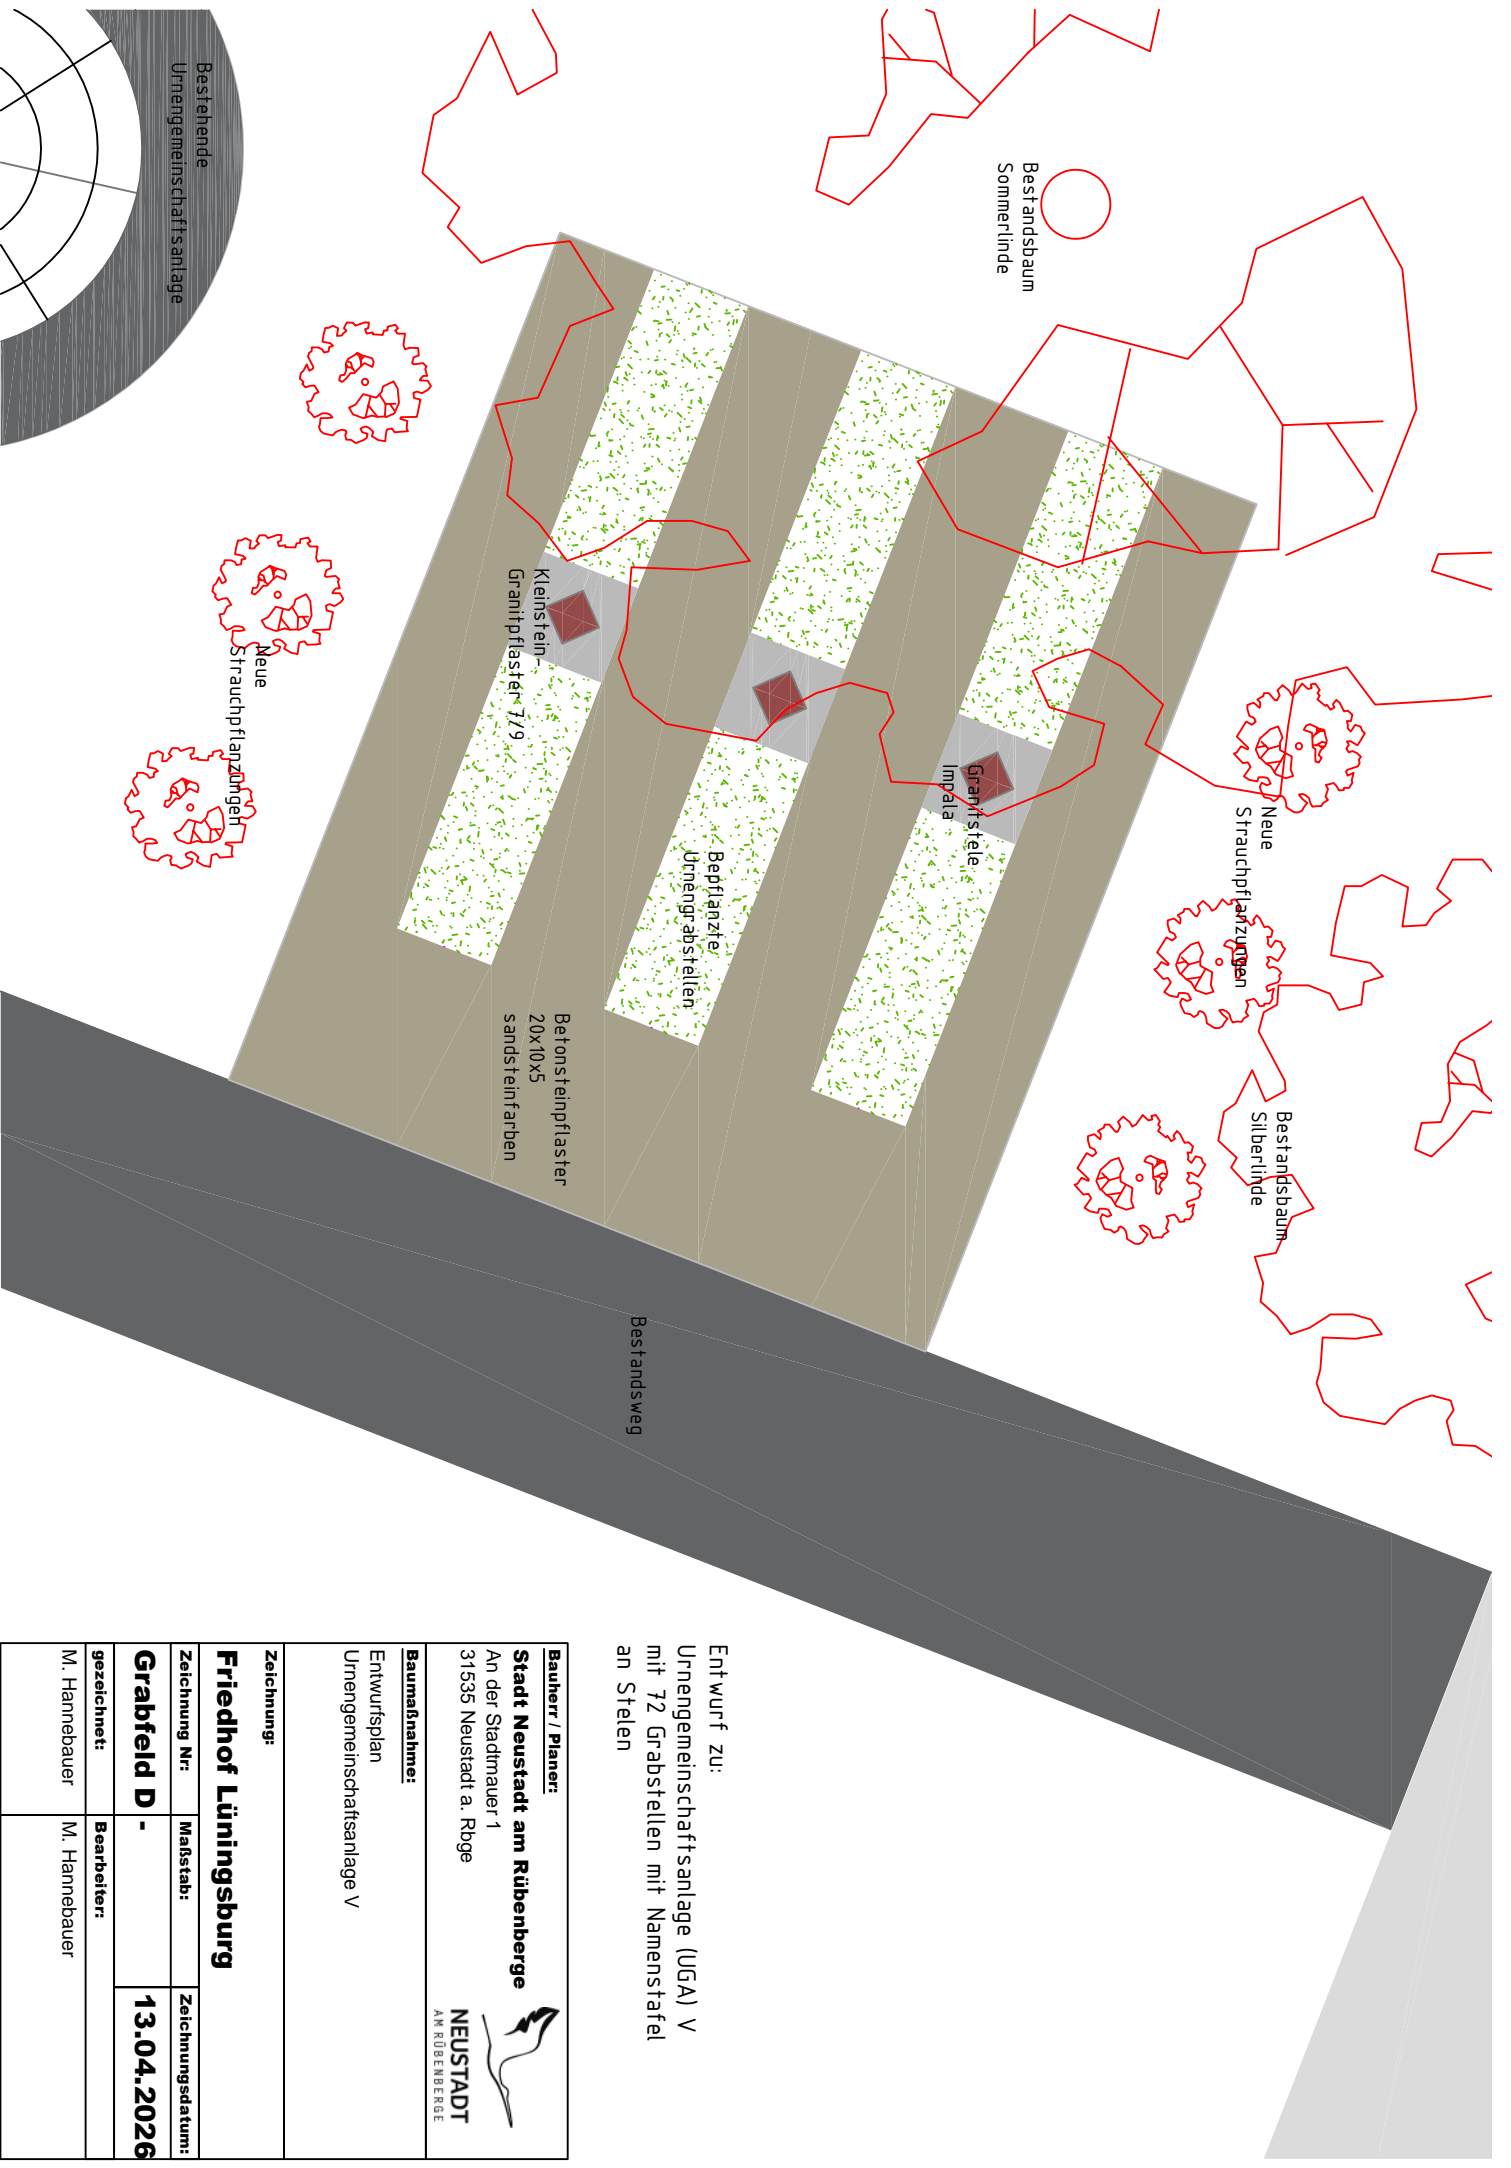 Bestehende
Urnengemeinschaftsanlage
Bestandsbaum
Sommerlinde
Neue
Strauchpflanzungen
Kleinstein-
Granitpflaster 7/9
Granitstele
Impala
Bepflanzte
Urnengrabstellen
Betonsteinpflaster
20x10x5
sandsteinfarben
Neue
Strauchpflanzungen
Bestandsbaum
Silberlinde
Bestandsweg
Entwurf zu:
Urnengemeinschaftsanlage (UGA) V
mit 72 Grabstellen mit Namenstafel
an Stelen
Bauherr / Planer:
Stadt Neustadt am Rübenberge
An der Stadtmauer 1
31535 Neustadt a. Rbge
NEUSTADT
AM RÜBENBERGE
Baumaßnahme:
Entwurfsplan
Urnengemeinschaftsanlage V
Zeichnung:
Friedhof Lüningsburg
Zeichnung Nr: Maßstab: Zeichnungsdatum:
Grabfeld D - 13.04.2026
gezeichnet: Bearbeiter:
M. Hannebauer M. Hannebauer